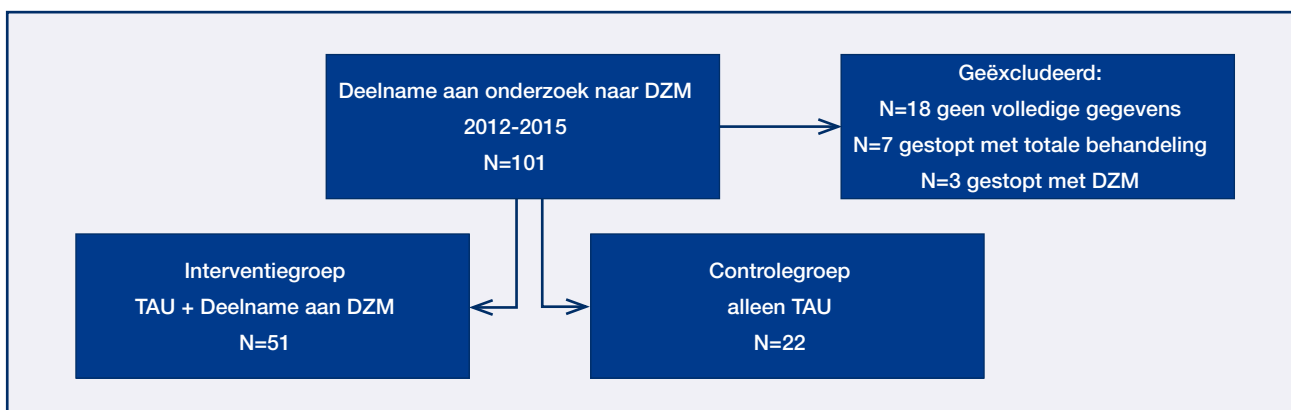 Deelname aan onderzoek naar DZM
2012-2015
N=101
Geëxcludeerd:
N=18 geen volledige gegevens
N=7 gestopt met totale behandeling
N=3 gestopt met DZM
Interventiegroep
TAU + Deelname aan DZM
N=51
Controlegroep
alleen TAU
N=22